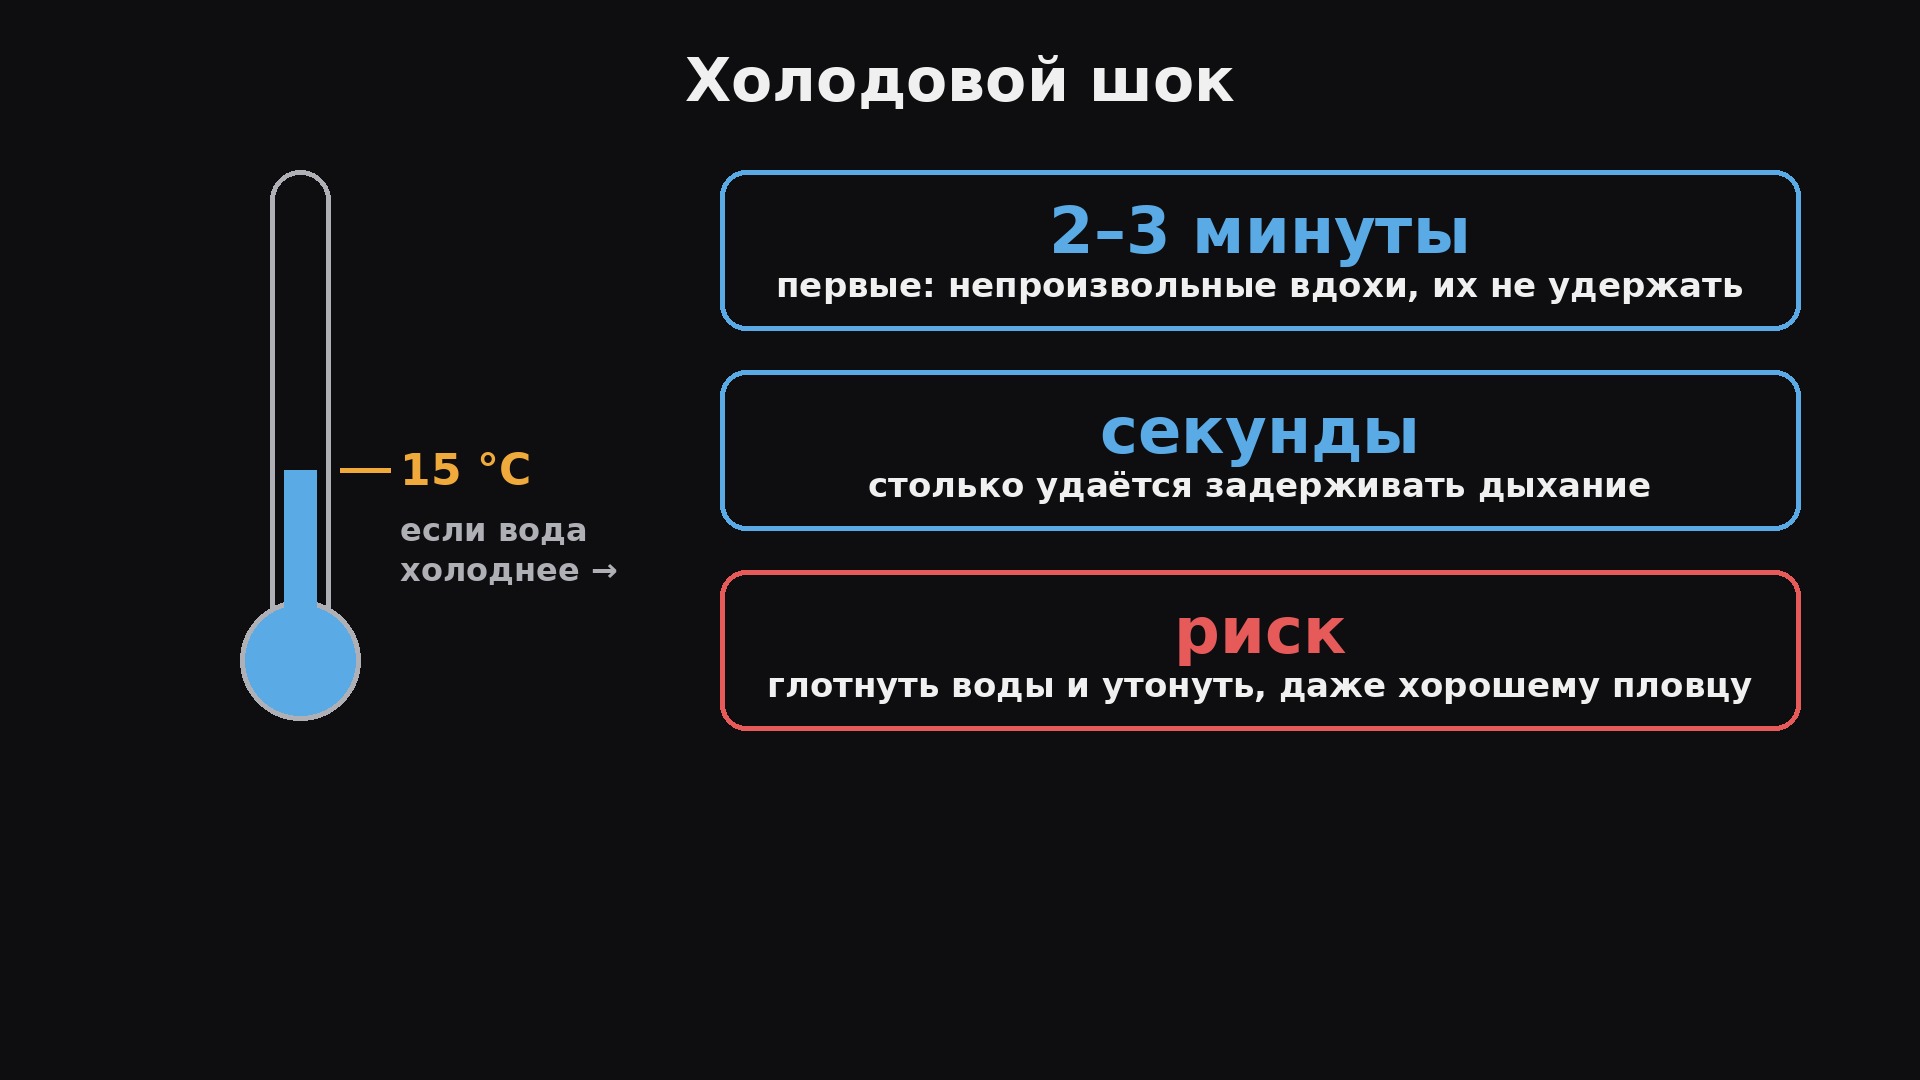 Холодовой шок
15 °C
если вода
холоднее →
2–3 минуты
первые: непроизвольные вдохи, их не удержать
секунды
столько удаётся задерживать дыхание
риск
глотнуть воды и утонуть, даже хорошему пловцу